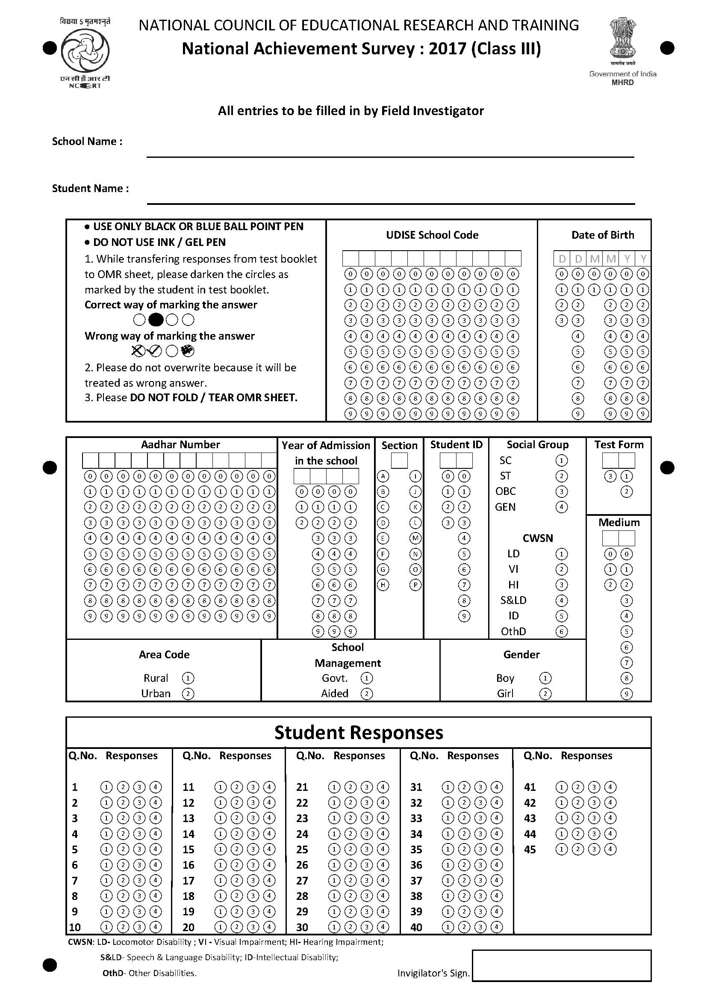 विद्यया ऽ मृतमश्नुते
एन सी ई आर टी
NCERT
NATIONAL COUNCIL OF EDUCATIONAL RESEARCH AND TRAINING
National Achievement Survey : 2017 (Class III)
सत्यमेव जयते
Government of India
MHRD
All entries to be filled in by Field Investigator
School Name :
Student Name :
• USE ONLY BLACK OR BLUE BALL POINT PEN
• DO NOT USE INK / GEL PEN
1. While transfering responses from test booklet
to OMR sheet, please darken the circles as
marked by the student in test booklet.
Correct way of marking the answer
Wrong way of marking the answer
2. Please do not overwrite because it will be
treated as wrong answer.
3. Please DO NOT FOLD / TEAR OMR SHEET.
UDISE School Code
0 0 0 0 0 0 0 0 0 0 0
1 1 1 1 1 1 1 1 1 1 1
2 2 2 2 2 2 2 2 2 2 2
3 3 3 3 3 3 3 3 3 3 3
4 4 4 4 4 4 4 4 4 4 4
5 5 5 5 5 5 5 5 5 5 5
6 6 6 6 6 6 6 6 6 6 6
7 7 7 7 7 7 7 7 7 7 7
8 8 8 8 8 8 8 8 8 8 8
9 9 9 9 9 9 9 9 9 9 9
Date of Birth
D D M M Y Y
0 0 0 0 0 0
1 1 1 1 1 1
2 2 2 2 2
3 3 3 3 3
4 4 4 4
5 5 5 5
6 6 6 6
7 7 7 7
8 8 8 8
9 9 9 9
Aadhar Number
0 0 0 0 0 0 0 0 0 0 0 0
1 1 1 1 1 1 1 1 1 1 1 1
2 2 2 2 2 2 2 2 2 2 2 2
3 3 3 3 3 3 3 3 3 3 3 3
4 4 4 4 4 4 4 4 4 4 4 4
5 5 5 5 5 5 5 5 5 5 5 5
6 6 6 6 6 6 6 6 6 6 6 6
7 7 7 7 7 7 7 7 7 7 7 7
8 8 8 8 8 8 8 8 8 8 8 8
9 9 9 9 9 9 9 9 9 9 9 9
Year of Admission
in the school
0 0 0 0
1 1 1 1
2 2 2 2
3 3 3
4 4 4
5 5 5
6 6 6
7 7 7
8 8 8
9 9 9
Section
A I
B J
C K
D L
E M
F N
G O
H P
Student ID
0 0
1 1
2 2
3 3
4
5
6
7
8
9
Social Group
SC 1
ST 2
OBC 3
GEN 4
CWSN
LD 1
VI 2
HI 3
S&LD 4
ID 5
OthD 6
Test Form
3 1
2
Medium
0 0
1 1
2 2
3
4
5
6
7
8
9
Area Code
Rural 1
Urban 2
School
Management
Govt. 1
Aided 2
Gender
Boy 1
Girl 2
Student Responses
Q.No. Responses
1 1 2 3 4
2 1 2 3 4
3 1 2 3 4
4 1 2 3 4
5 1 2 3 4
6 1 2 3 4
7 1 2 3 4
8 1 2 3 4
9 1 2 3 4
10 1 2 3 4
Q.No. Responses
11 1 2 3 4
12 1 2 3 4
13 1 2 3 4
14 1 2 3 4
15 1 2 3 4
16 1 2 3 4
17 1 2 3 4
18 1 2 3 4
19 1 2 3 4
20 1 2 3 4
Q.No. Responses
21 1 2 3 4
22 1 2 3 4
23 1 2 3 4
24 1 2 3 4
25 1 2 3 4
26 1 2 3 4
27 1 2 3 4
28 1 2 3 4
29 1 2 3 4
30 1 2 3 4
Q.No. Responses
31 1 2 3 4
32 1 2 3 4
33 1 2 3 4
34 1 2 3 4
35 1 2 3 4
36 1 2 3 4
37 1 2 3 4
38 1 2 3 4
39 1 2 3 4
40 1 2 3 4
Q.No. Responses
41 1 2 3 4
42 1 2 3 4
43 1 2 3 4
44 1 2 3 4
45 1 2 3 4
CWSN: LD- Locomotor Disability ; VI - Visual Impairment; HI- Hearing Impairment;
S&LD- Speech & Language Disability; ID-Intellectual Disability;
OthD- Other Disabilities.
Invigilator's Sign.